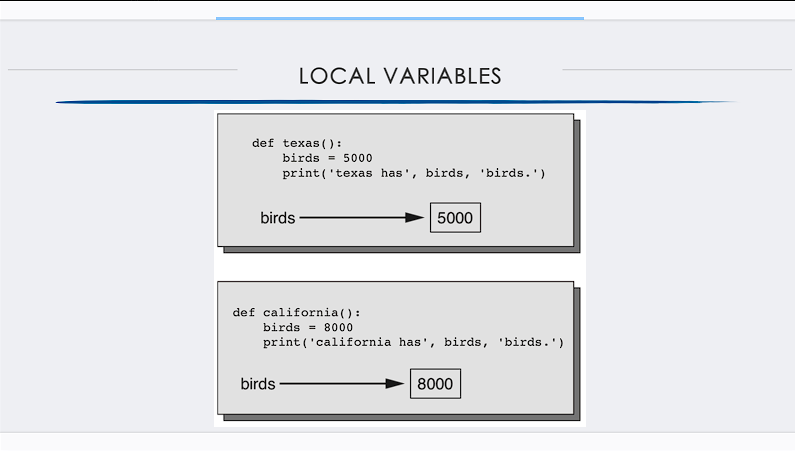 LOCAL VARIABLES
def texas():
    birds = 5000
    print('texas has', birds, 'birds.')
birds 5000
def california():
    birds = 8000
    print('california has', birds, 'birds.')
birds 8000